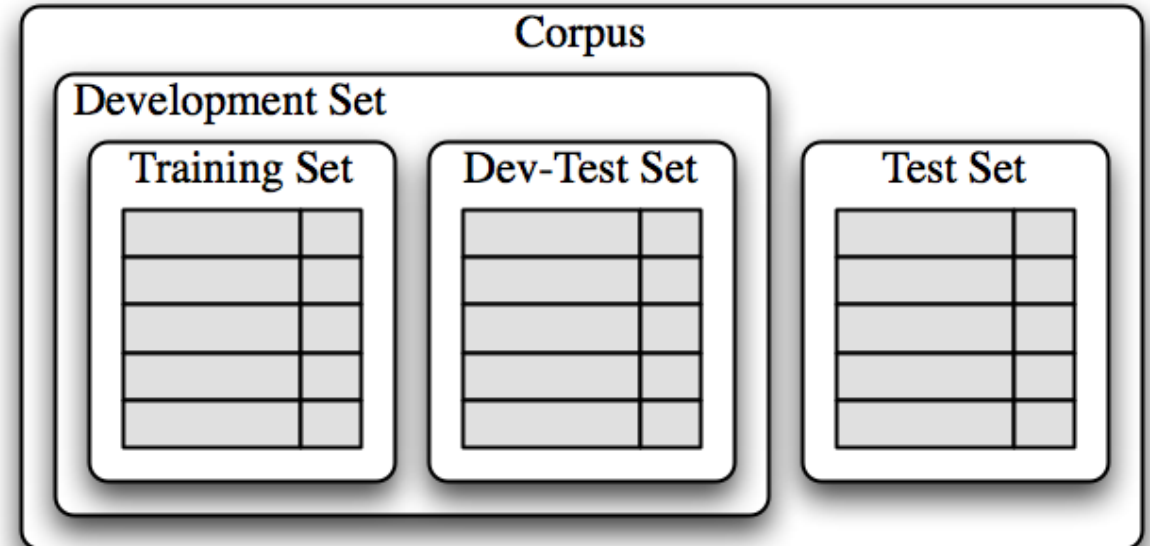 Corpus
Development Set
Training Set
Dev-Test Set
Test Set